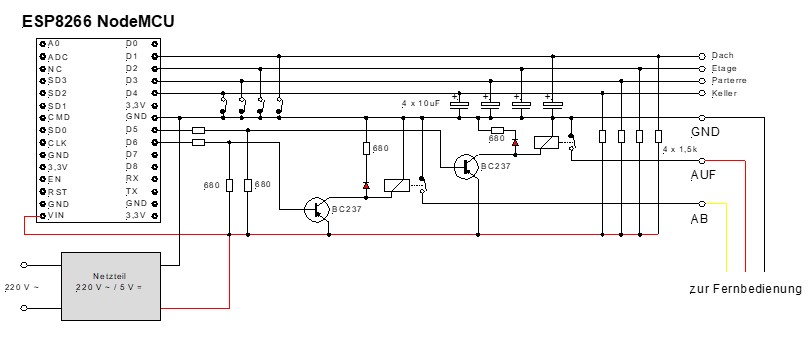 ESP8266 NodeMCU
A0 D0
ADC D1 Dach
NC D2 Etage
SD3 D3 Parterre
SD2 D4 Keller
SD1 3,3V 4 x 10uF
+ + + +
CMD GND GND
SD0 D5
CLK D6 680 680
GND D7 4 x 1,5k
3,3V D8 BC237 AUF
EN RX
RST TX 680 680
GND GND BC237
VIN 3,3V AB
Netzteil
220 V ~ 220 V ~ / 5 V =
zur Fernbedienung